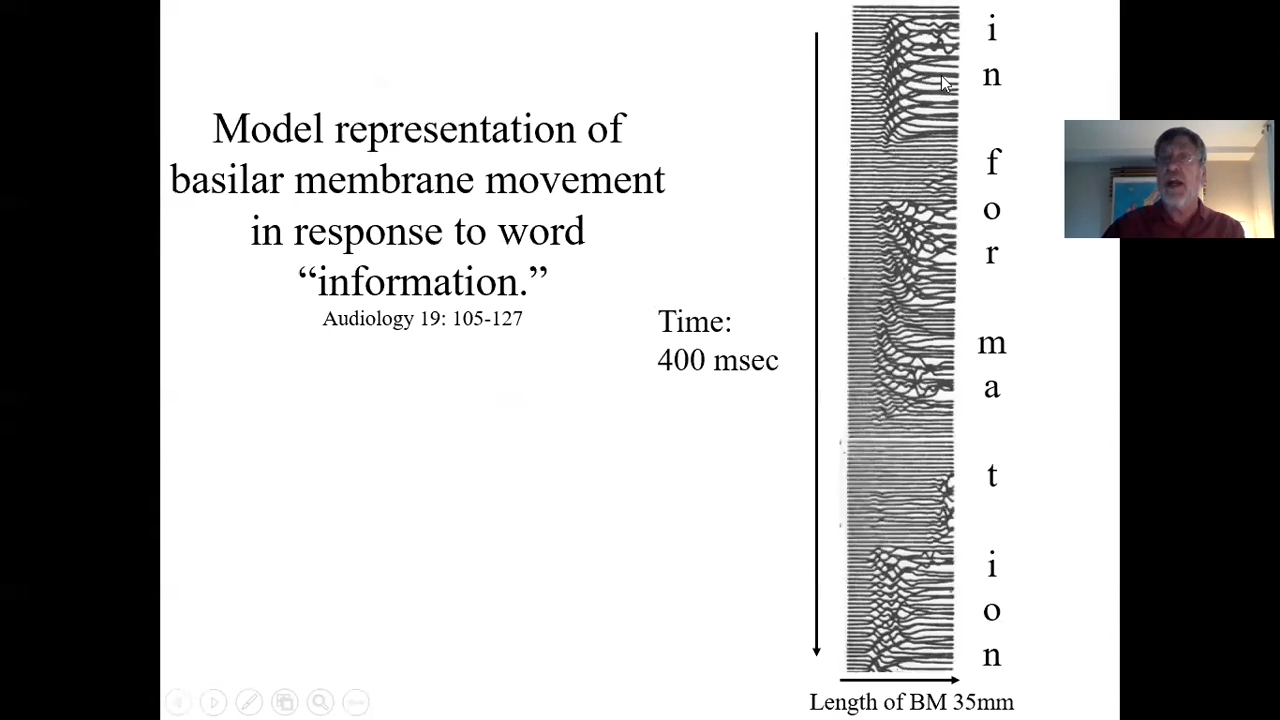 Model representation of
basilar membrane movement
in response to word
“information.”
Audiology 19: 105-127
Time:
400 msec
i
n
f
o
r
m
a
t
i
o
n
Length of BM 35mm